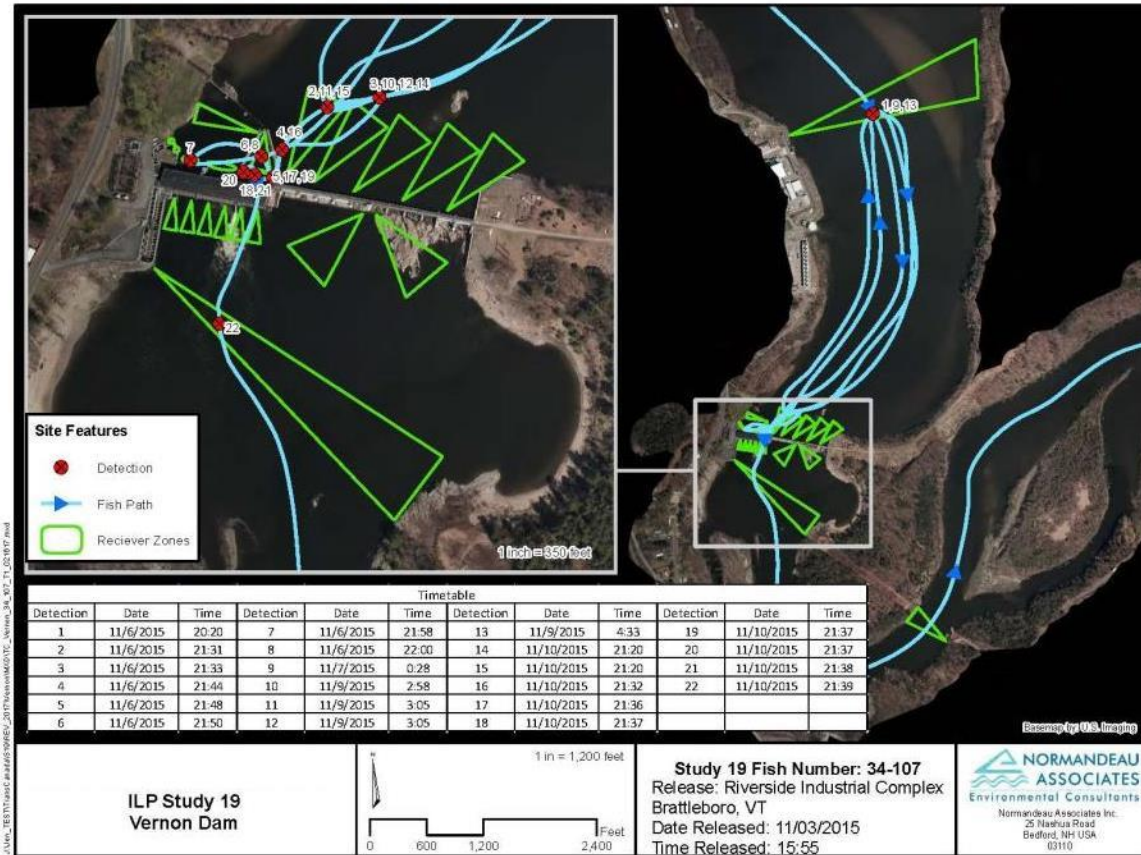 2,11,15
3,10,12,14
4,16
6,8
7
5,17,19
20
18,21
22
1,9,13
Site Features
Detection
Fish Path
Reciever Zones
1 inch = 350 feet
Timetable
Detection Date Time Detection Date Time Detection Date Time Detection Date Time
1 11/6/2015 20:20 7 11/6/2015 21:58 13 11/9/2015 4:33 19 11/10/2015 21:37
2 11/6/2015 21:31 8 11/6/2015 22:00 14 11/10/2015 21:20 20 11/10/2015 21:37
3 11/6/2015 21:33 9 11/7/2015 0:28 15 11/10/2015 21:20 21 11/10/2015 21:38
4 11/6/2015 21:44 10 11/9/2015 2:58 16 11/10/2015 21:32 22 11/10/2015 21:39
5 11/6/2015 21:48 11 11/9/2015 3:05 17 11/10/2015 21:36
6 11/6/2015 21:50 12 11/9/2015 3:05 18 11/10/2015 21:37
Basemap by: U.S. Imaging
ILP Study 19
Vernon Dam
N
1 in = 1,200 feet
Feet
0 600 1,200 2,400
Study 19 Fish Number: 34-107
Release: Riverside Industrial Complex
Brattleboro, VT
Date Released: 11/03/2015
Time Released: 15:55
NORMANDEAU
ASSOCIATES
Environmental Consultants
Normandeau Associates Inc.
25 Nashua Road
Bedford, NH USA
03110